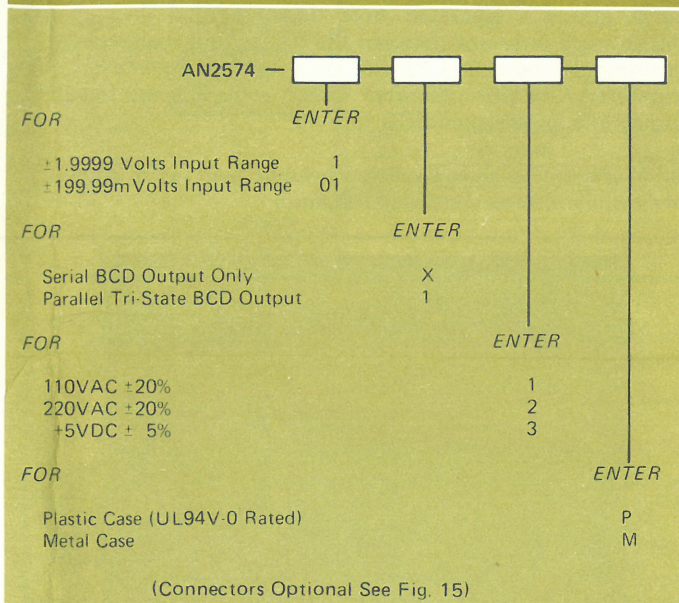 AN2574 —
FOR ENTER
±1.9999 Volts Input Range 1
±199.99mVolts Input Range 01
FOR ENTER
Serial BCD Output Only X
Parallel Tri-State BCD Output 1
FOR ENTER
110VAC ±20% 1
220VAC ±20% 2
+5VDC ± 5% 3
FOR ENTER
Plastic Case (UL94V-0 Rated) P
Metal Case M
(Connectors Optional See Fig. 15)